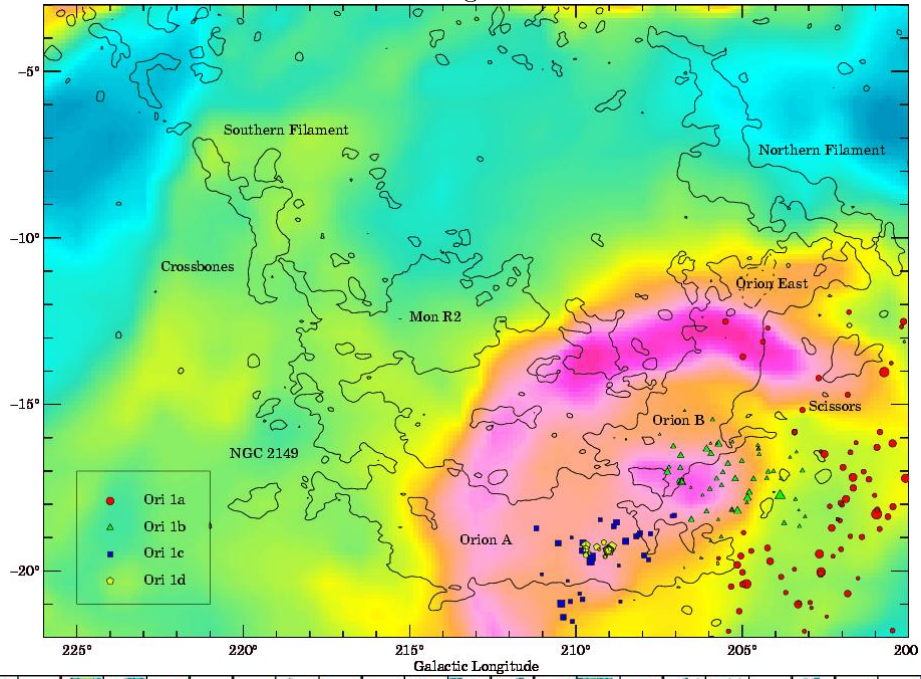 −5°
Southern Filament
Northern Filament
−10°
Crossbones
Orion East
Mon R2
−15°
Scissors
Orion B
NGC 2149
Ori 1a
Ori 1b
Orion A
Ori 1c
−20°
Ori 1d
225°
220°
215°
210°
205°
200
Galactic Longitude